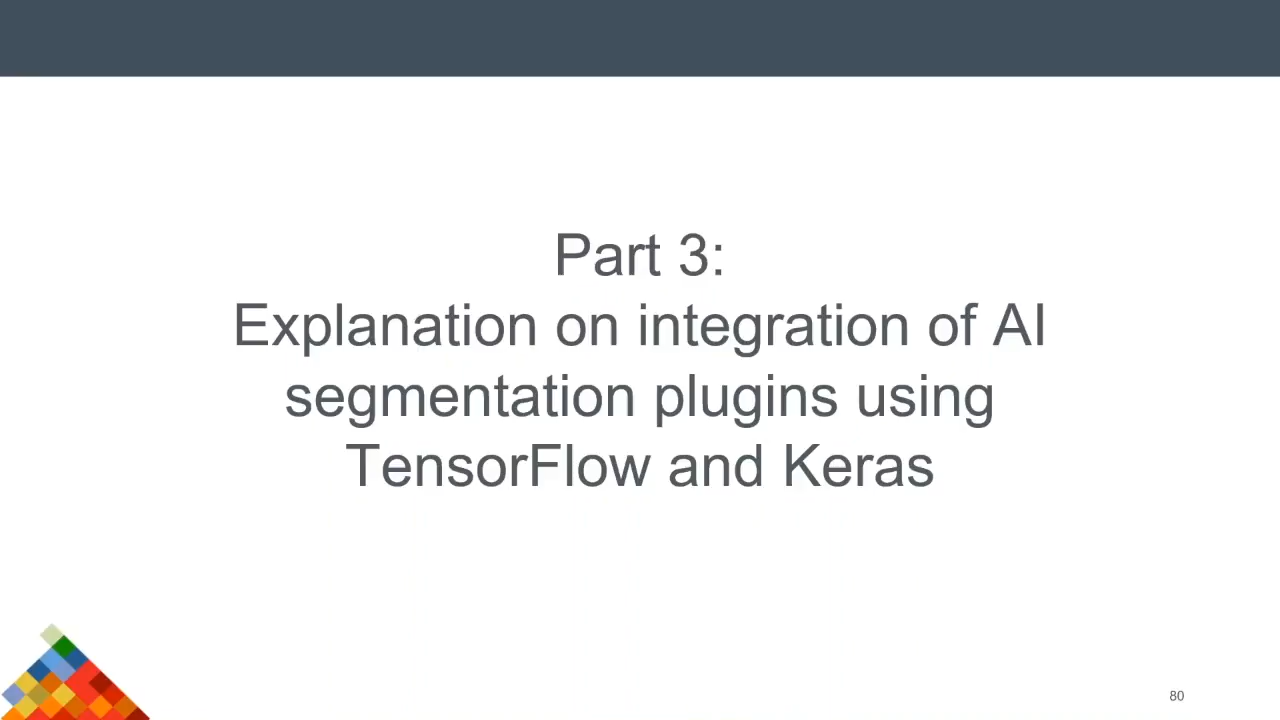 Part 3:
Explanation on integration of AI
segmentation plugins using
TensorFlow and Keras
80